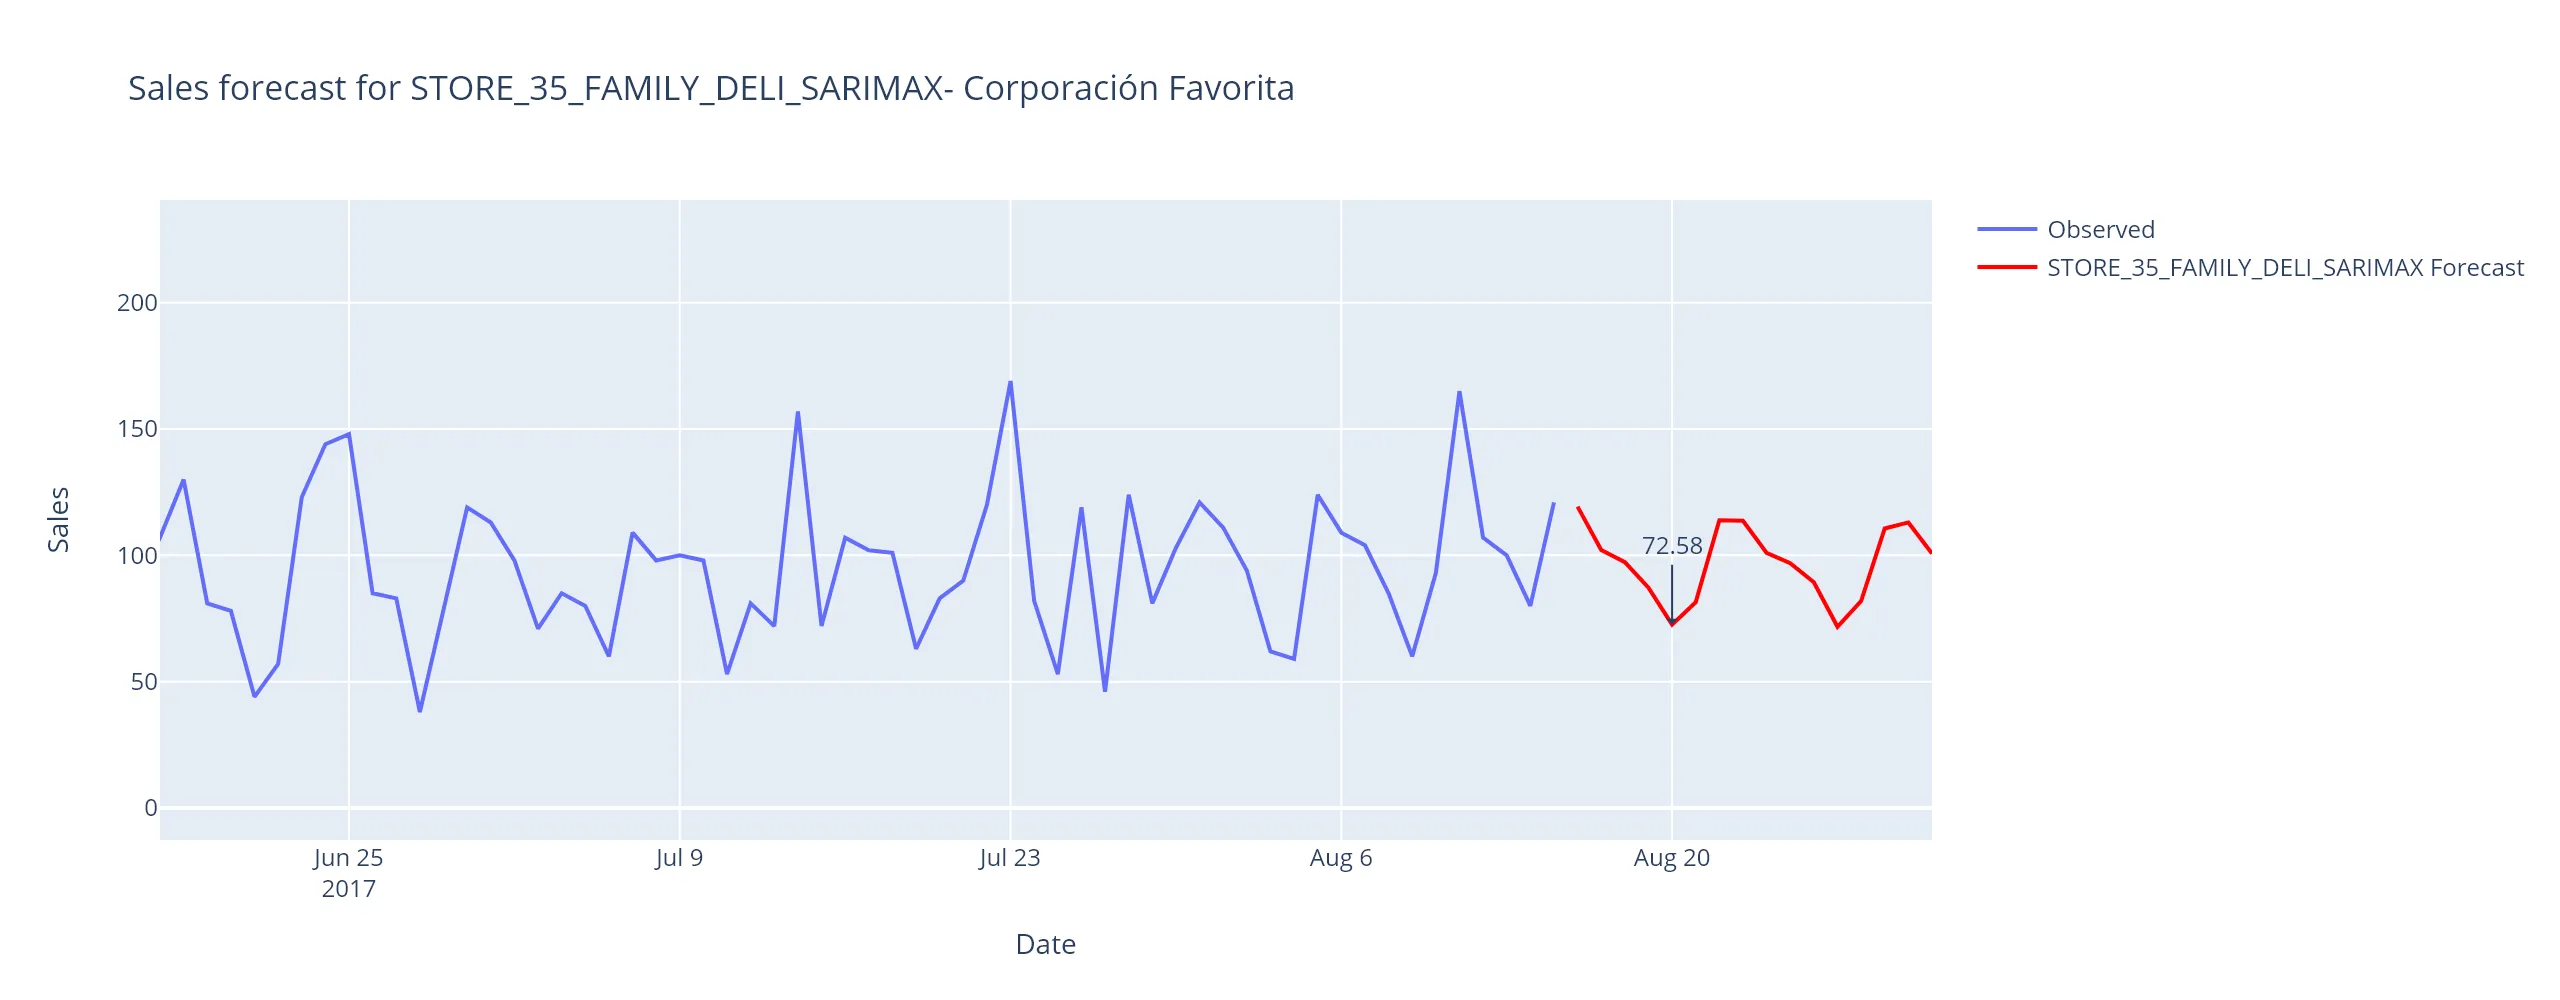 Sales forecast for STORE_35_FAMILY_DELI_SARIMAX- Corporación Favorita
Observed
STORE_35_FAMILY_DELI_SARIMAX Forecast
200
150
100
50
0
Sales
72.58
Jun 25
2017
Jul 9
Jul 23
Aug 6
Aug 20
Date